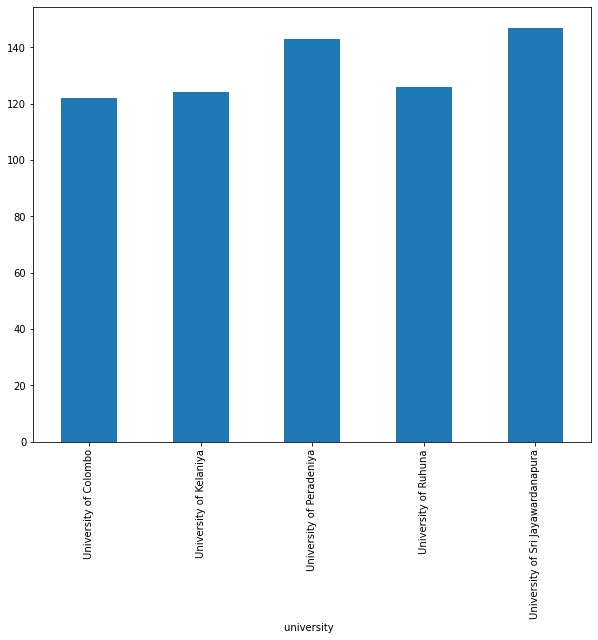 140
120
100
80
60
40
20
0
University of Colombo
University of Kelaniya
University of Peradeniya
University of Ruhuna
University of Sri Jayawardanapura
university